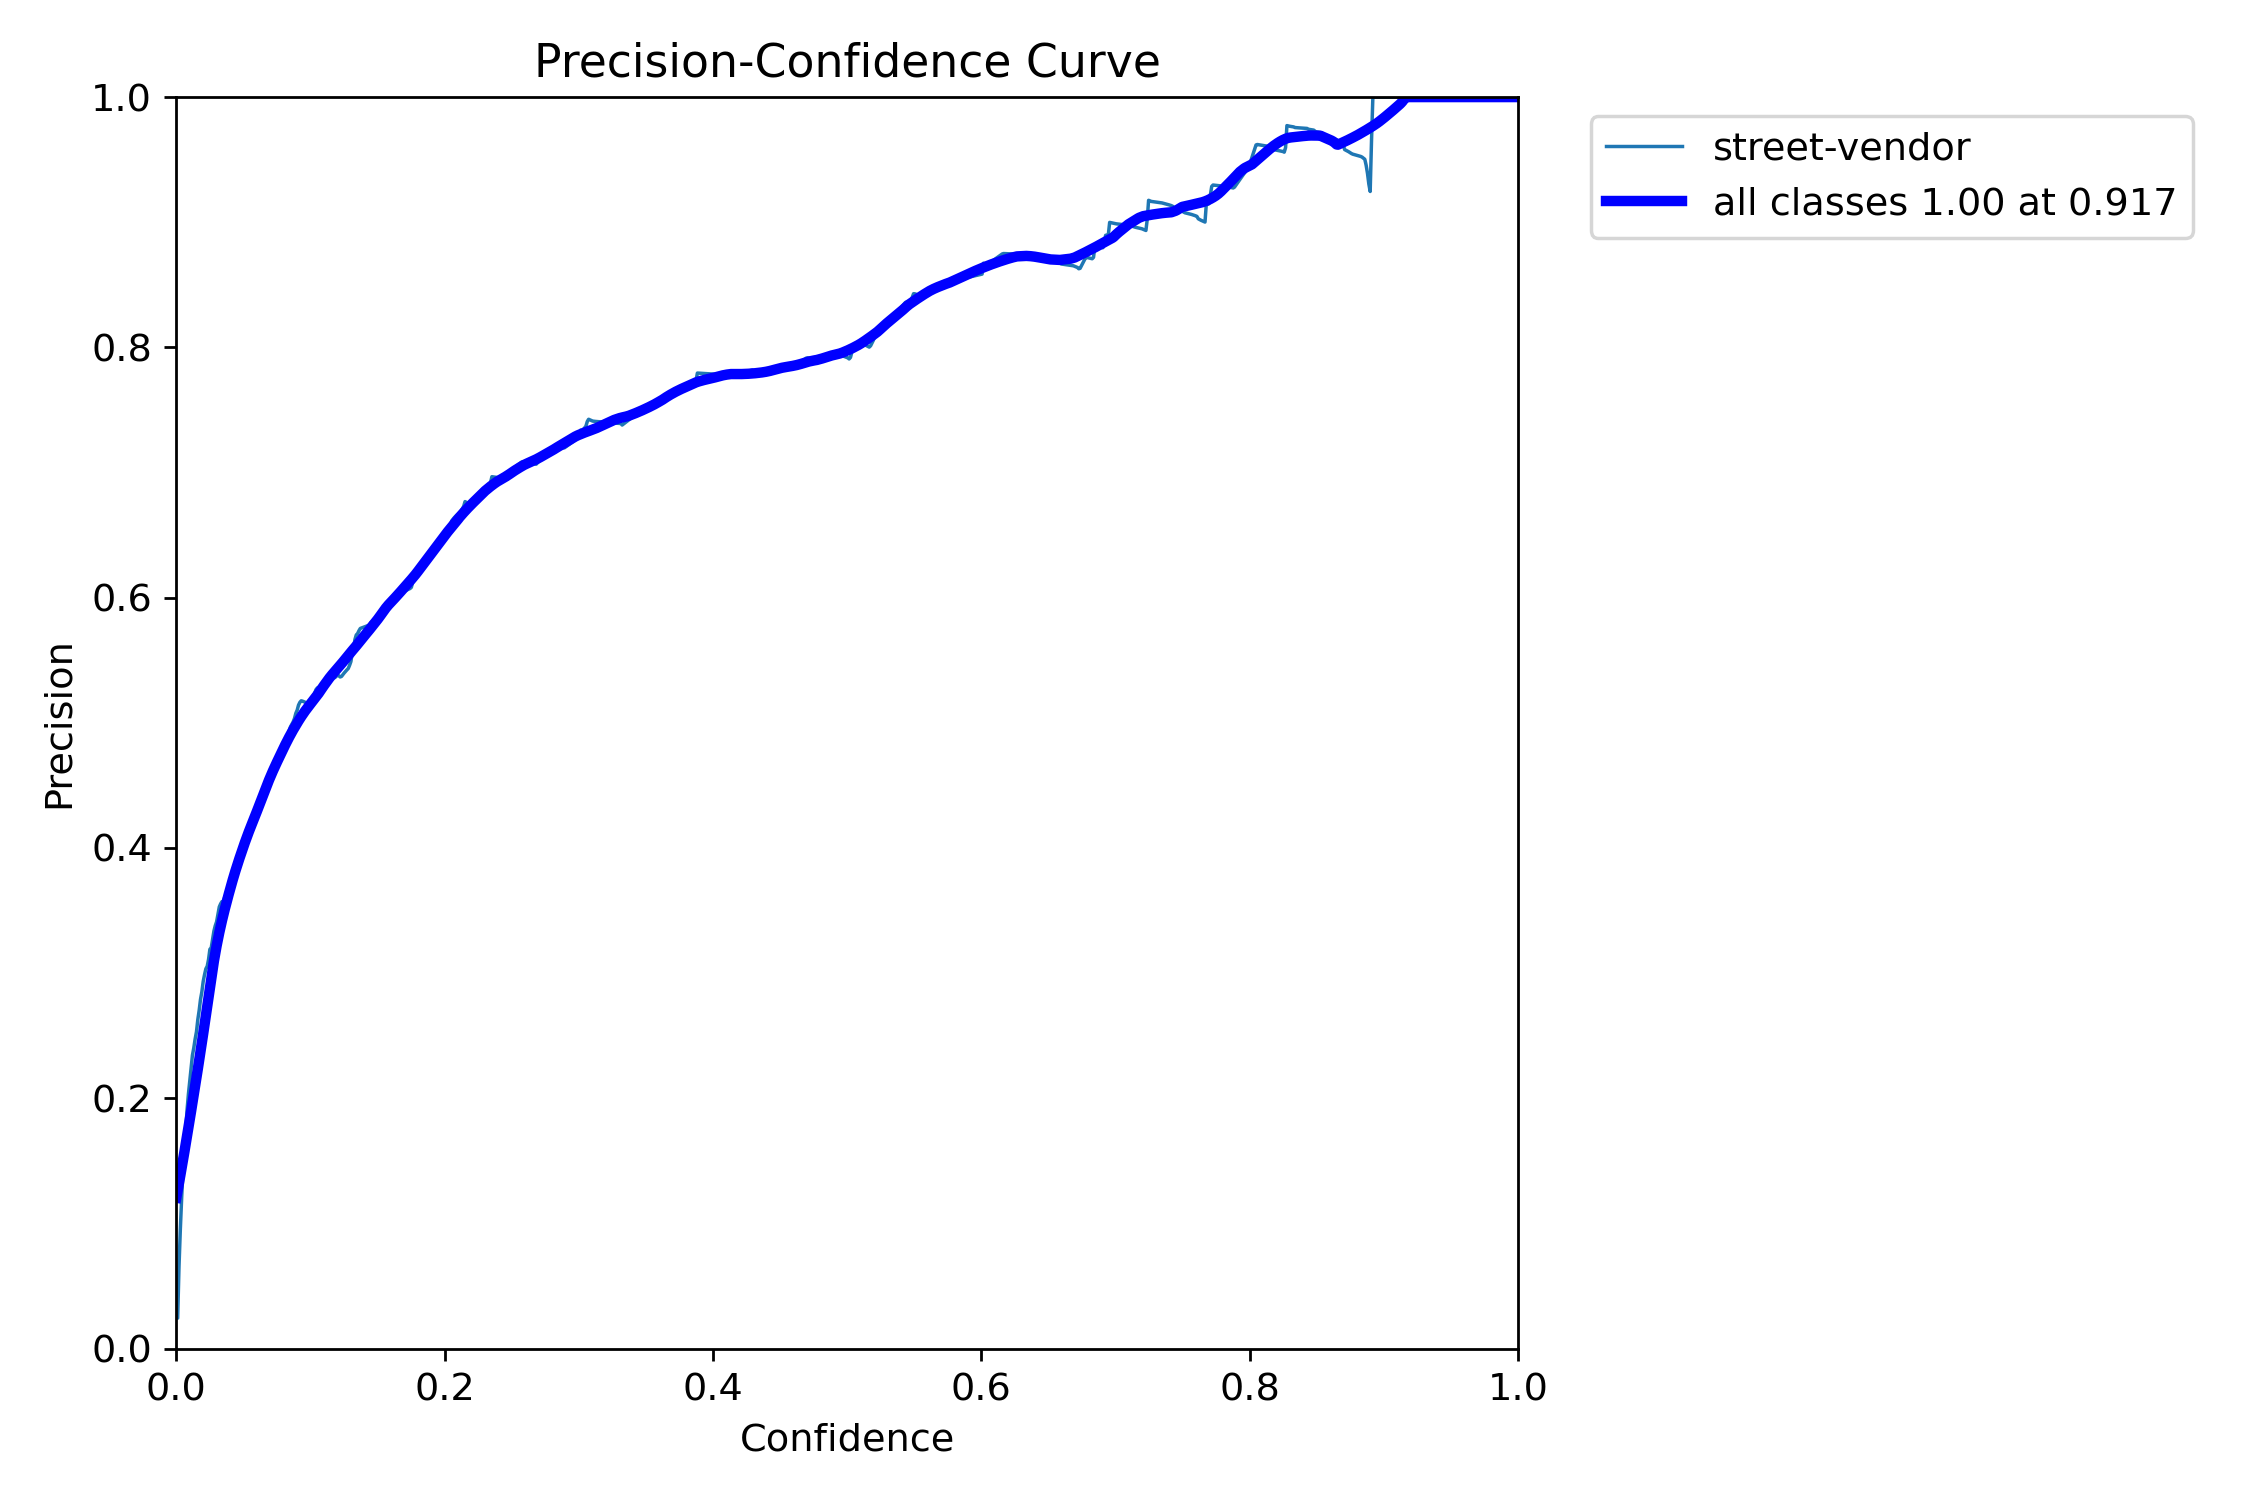 Precision-Confidence Curve
1.0
0.8
0.6
0.4
0.2
0.0
Precision
0.0 0.2 0.4 0.6 0.8 1.0
Confidence
street-vendor
all classes 1.00 at 0.917